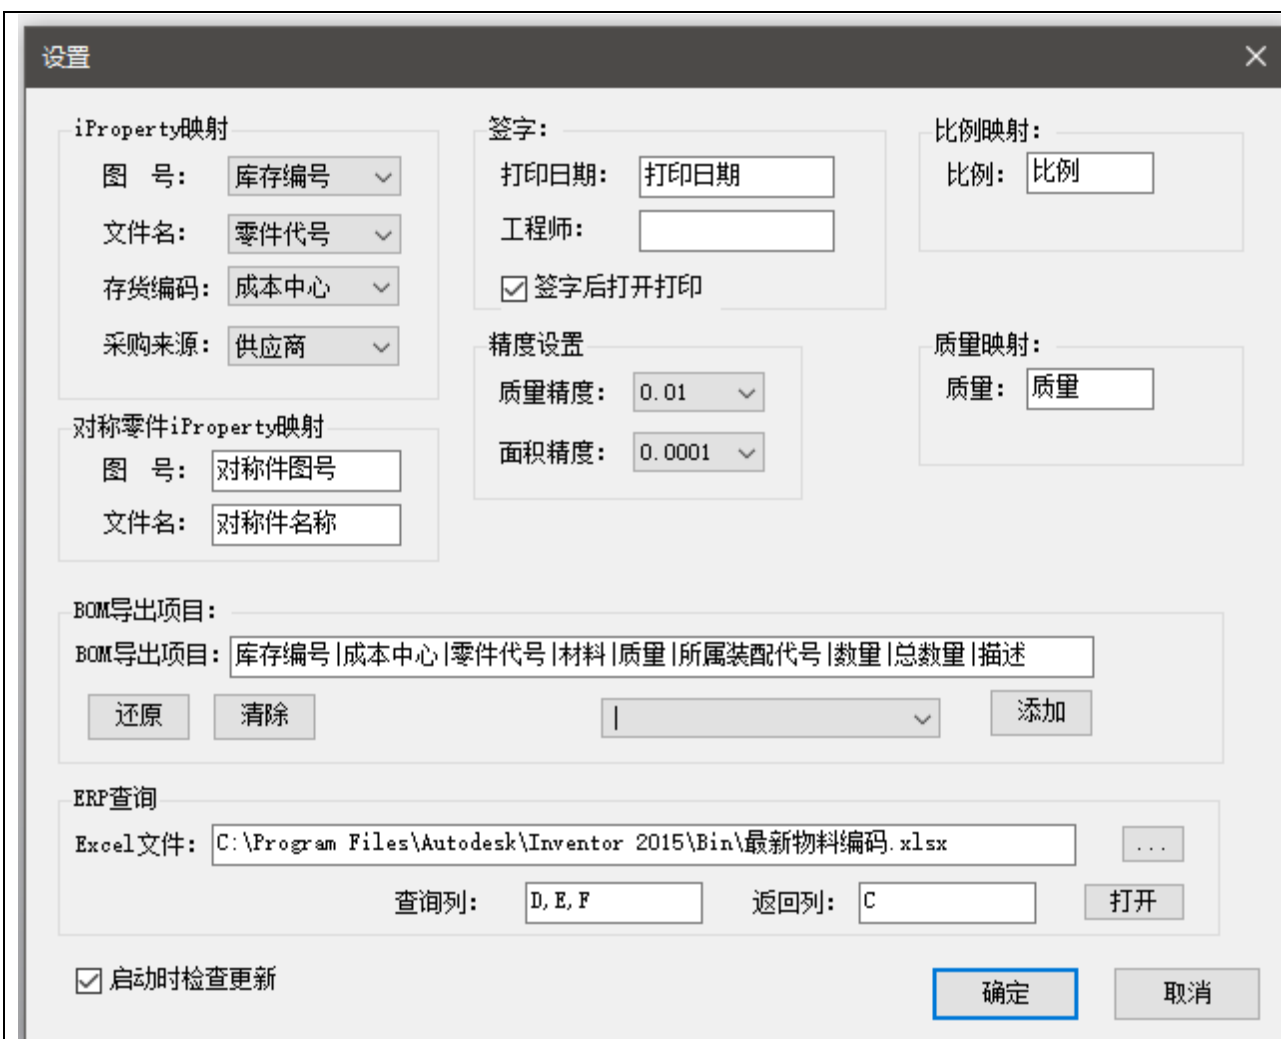 设置
iProperty映射
图 号： 库存编号
文件名： 零件代号
存货编码： 成本中心
采购来源： 供应商
签字：
打印日期： 打印日期
工程师：
签字后打开打印
比例映射：
比例： 比例
精度设置
质量精度： 0.01
面积精度： 0.0001
质量映射：
质量： 质量
对称零件iProperty映射
图 号： 对称件图号
文件名： 对称件名称
BOM导出项目：
BOM导出项目： 库存编号|成本中心|零件代号|材料|质量|所属装配代号|数量|总数量|描述
还原 清除 | 添加
ERP查询
Excel文件： C:\Program Files\Autodesk\Inventor 2015\Bin\最新物料编码.xlsx ...
查询列： D,E,F 返回列： C 打开
启动时检查更新
确定 取消